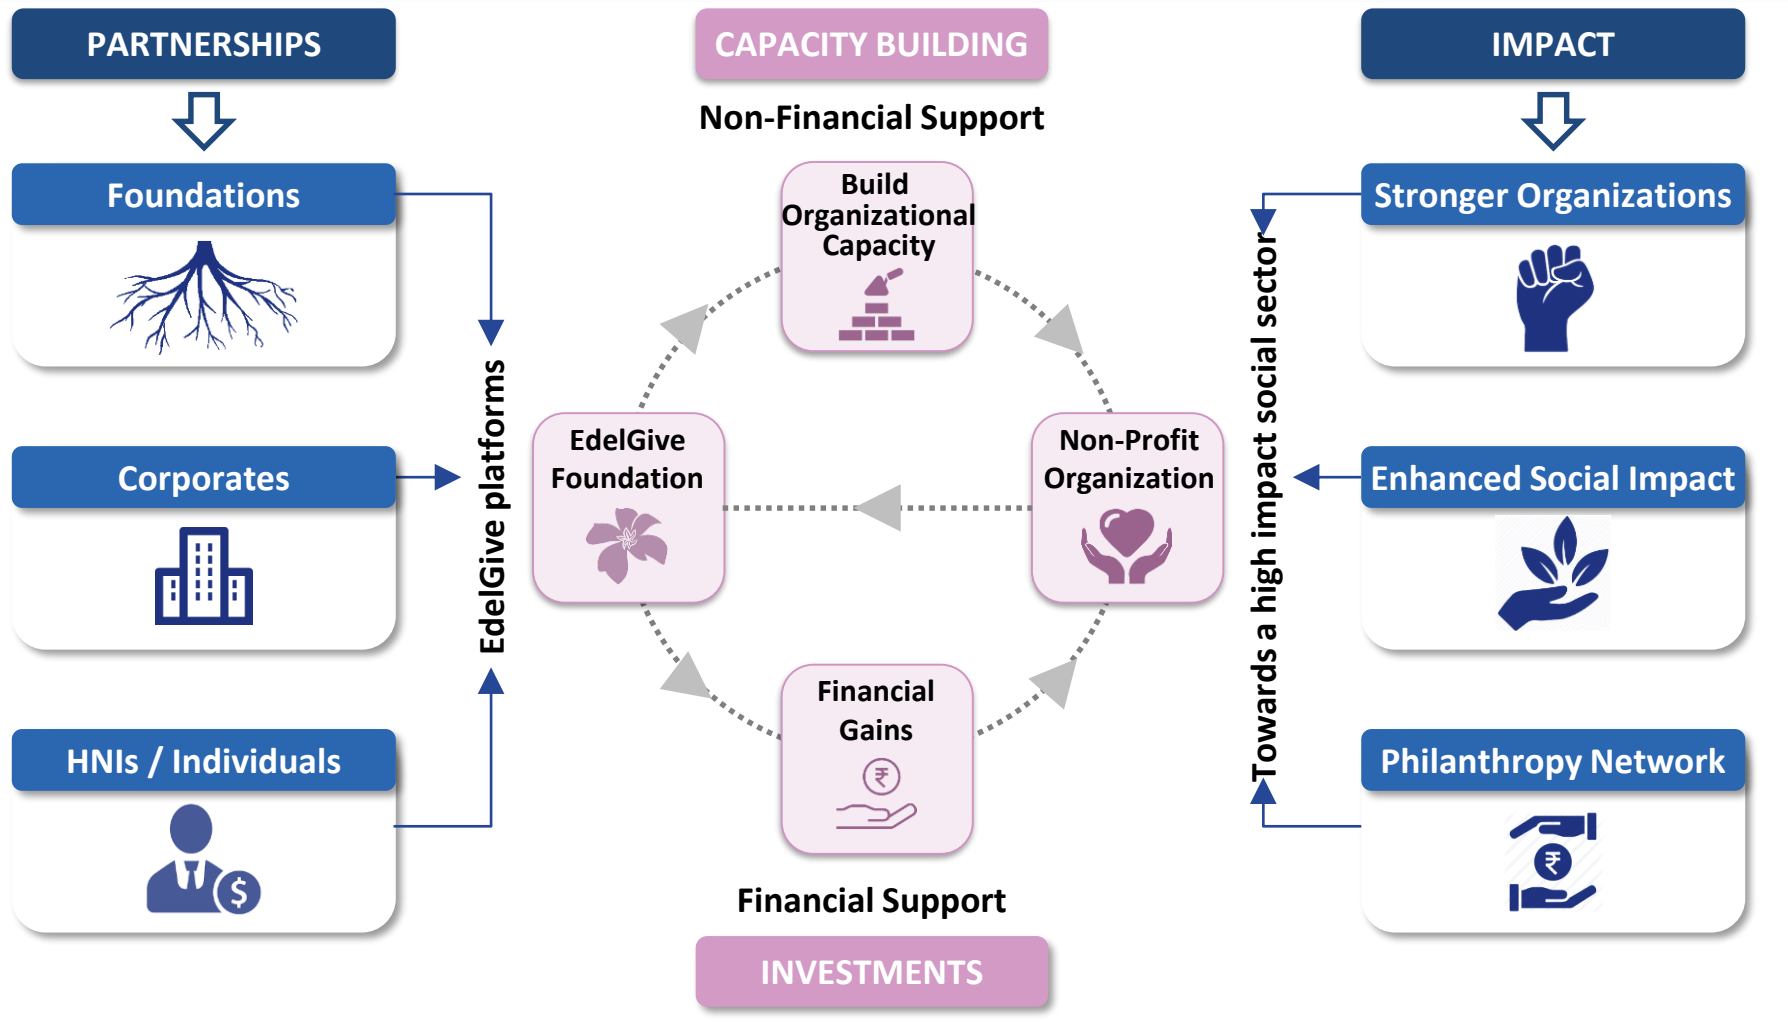 PARTNERSHIPS
Foundations
Corporates
HNIs / Individuals
$
EdelGive platforms
CAPACITY BUILDING
Non-Financial Support
Build
Organizational
Capacity
EdelGive
Foundation
Non-Profit
Organization
Financial
Gains
₹
Financial Support
INVESTMENTS
Towards a high impact social sector
IMPACT
Stronger Organizations
Enhanced Social Impact
Philanthropy Network
₹